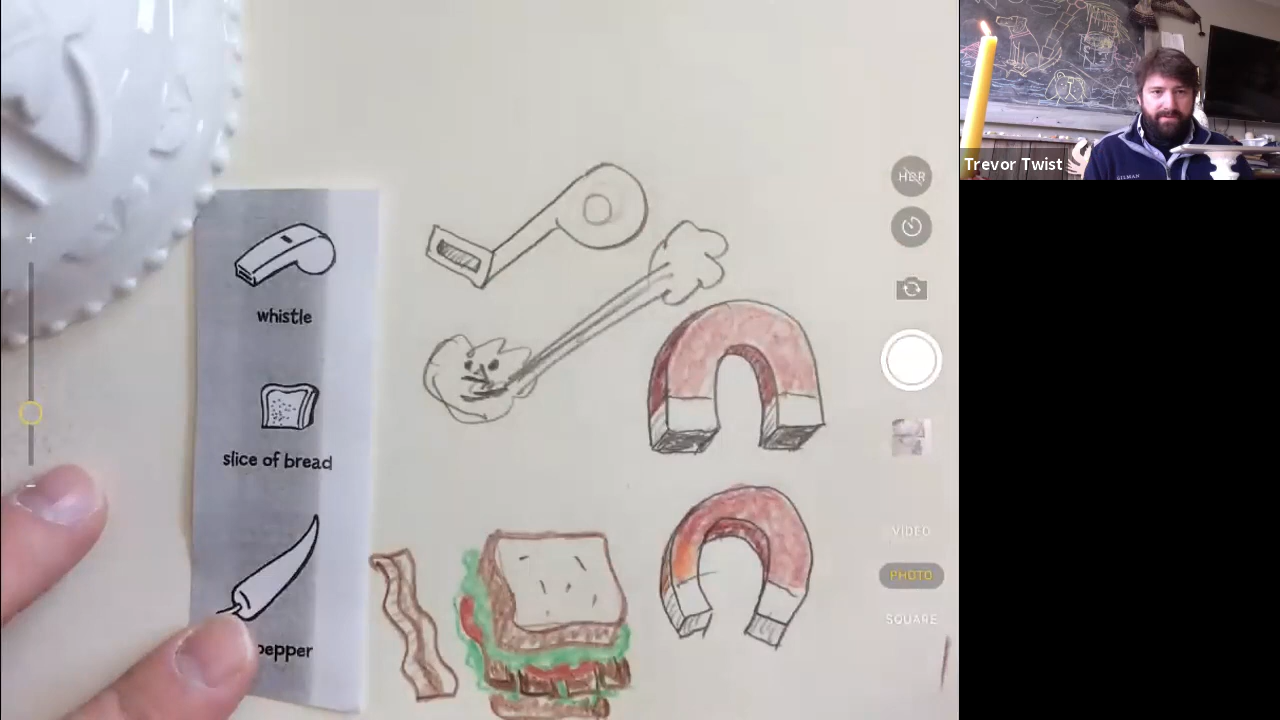 whistle
slice of bread
pepper
HDR
VIDEO
PHOTO
SQUARE
Trevor Twist